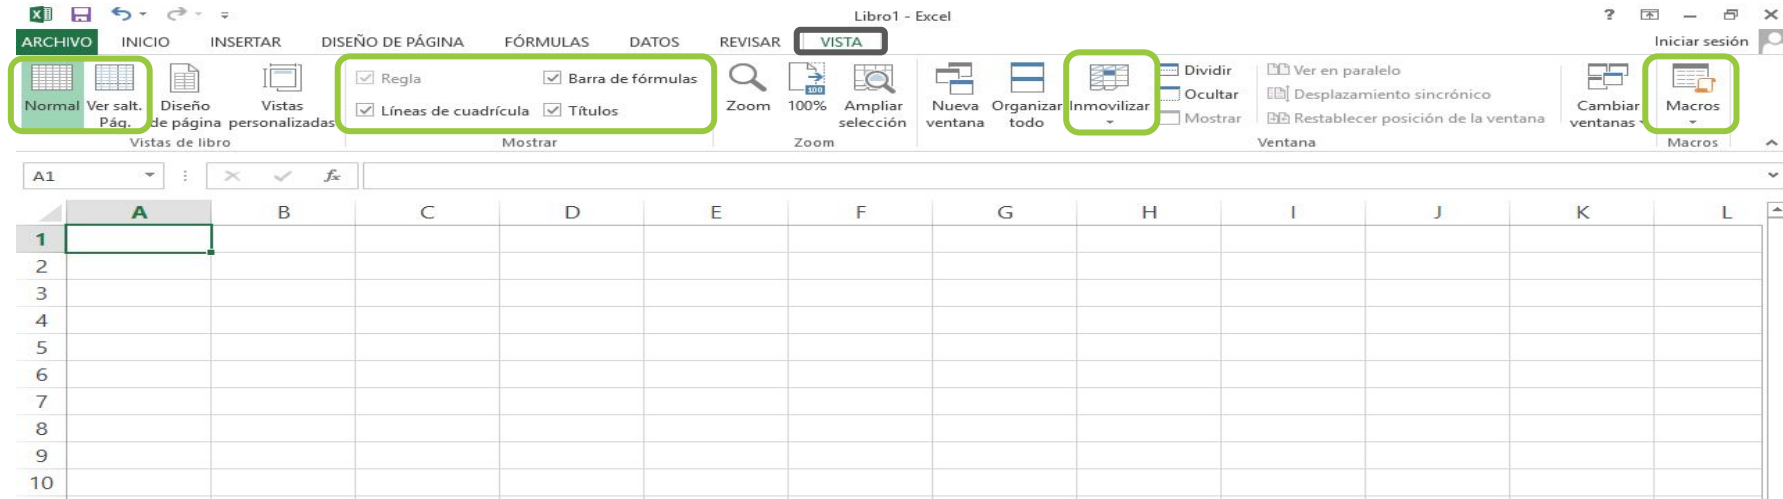 Libro1 - Excel
?
ARCHIVO INICIO INSERTAR DISEÑO DE PÁGINA FÓRMULAS DATOS REVISAR VISTA Iniciar sesión
Normal Ver salt. Pág. Diseño de página Vistas personalizadas
Vistas de libro
Regla Barra de fórmulas
Líneas de cuadrícula Títulos
Mostrar
Zoom 100% Ampliar selección
100
Zoom
Nueva ventana Organizar todo Inmovilizar
Dividir
Ocultar
Mostrar
Ver en paralelo
Desplazamiento sincrónico
Restablecer posición de la ventana
Cambiar ventanas
Ventana
Macros
Macros
A1 fx
A B C D E F G H I J K L
1
2
3
4
5
6
7
8
9
10